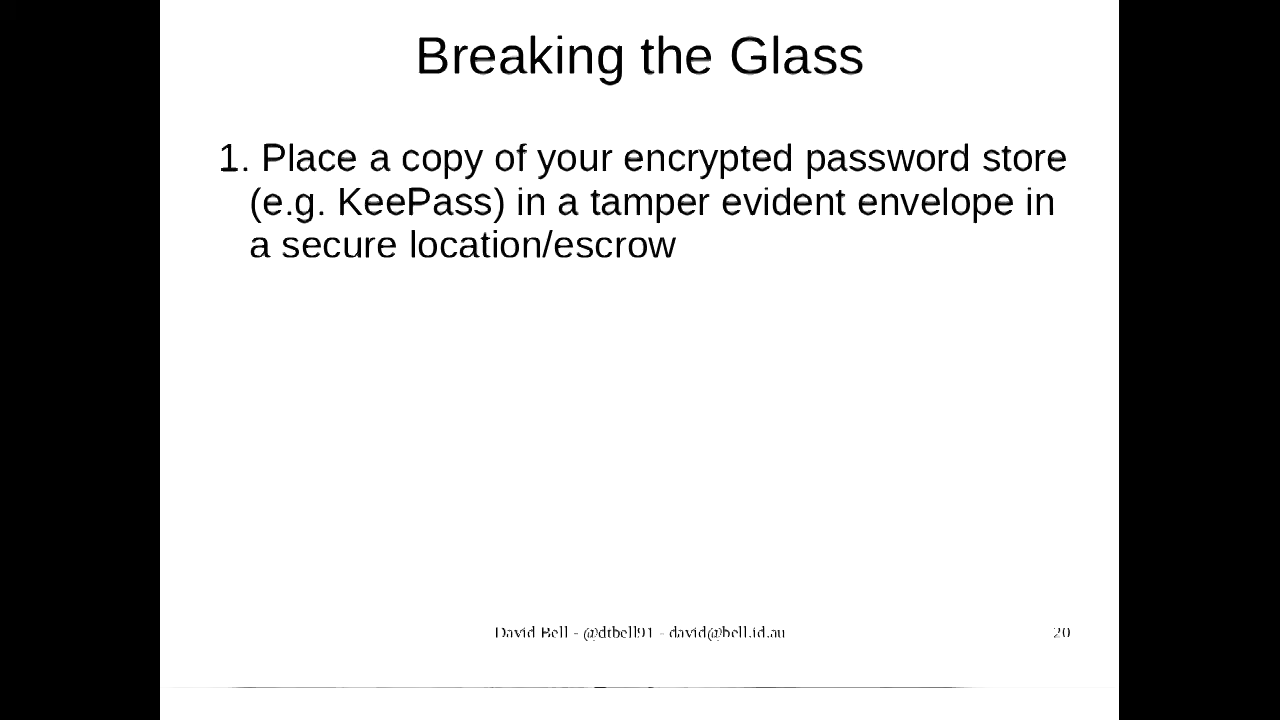 Breaking the Glass
1. Place a copy of your encrypted password store
(e.g. KeePass) in a tamper evident envelope in
a secure location/escrow
David Bell - @dtbell91 - david@bell.id.au
20